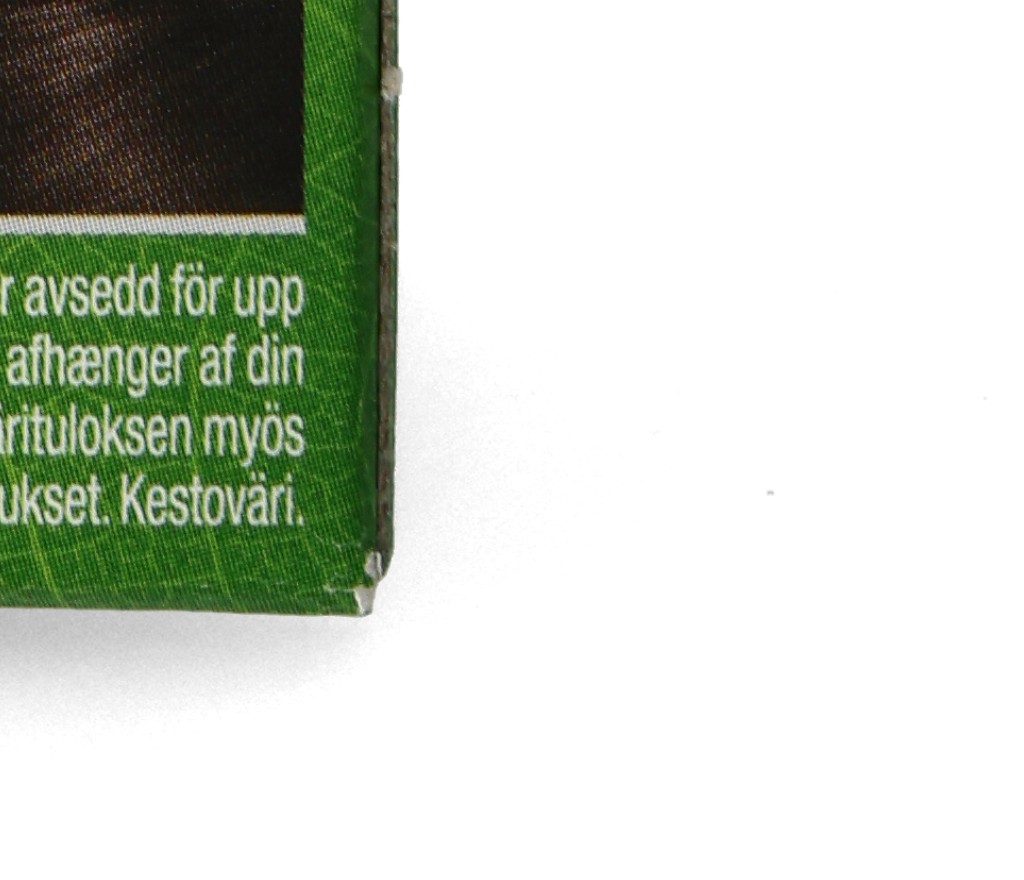 r avsedd för upp
afhænger af din
ärituloksen myös
ukset. Kestoväri.